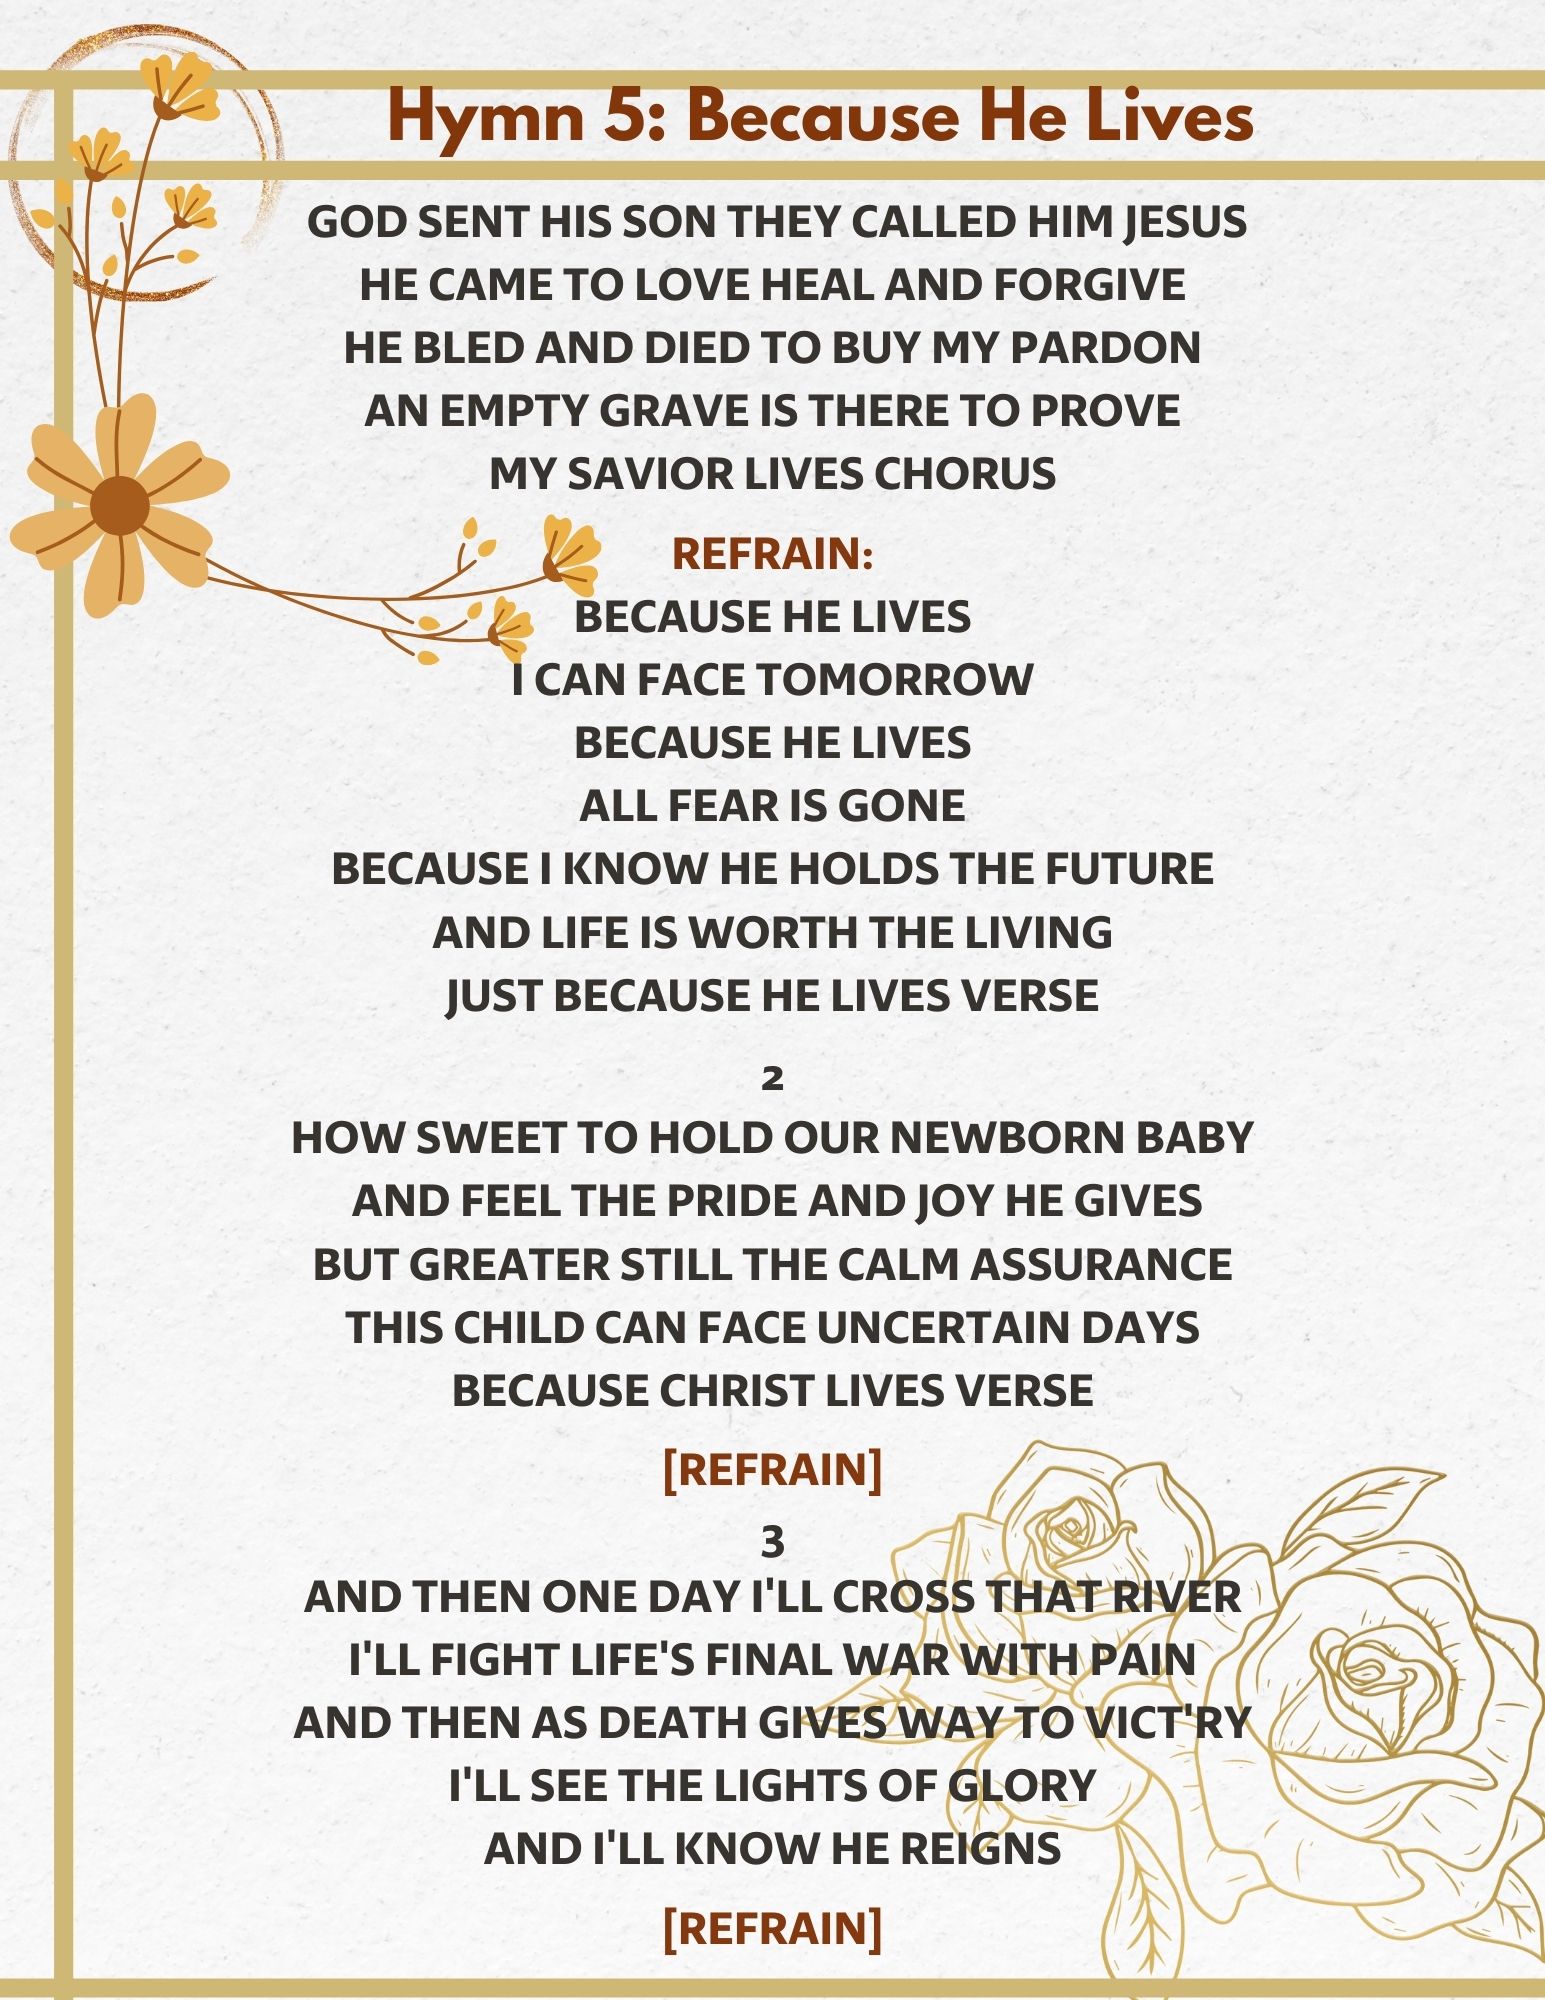 Hymn 5: Because He Lives
GOD SENT HIS SON THEY CALLED HIM JESUS
HE CAME TO LOVE HEAL AND FORGIVE
HE BLED AND DIED TO BUY MY PARDON
AN EMPTY GRAVE IS THERE TO PROVE
MY SAVIOR LIVES CHORUS
REFRAIN:
BECAUSE HE LIVES
I CAN FACE TOMORROW
BECAUSE HE LIVES
ALL FEAR IS GONE
BECAUSE I KNOW HE HOLDS THE FUTURE
AND LIFE IS WORTH THE LIVING
JUST BECAUSE HE LIVES VERSE
2
HOW SWEET TO HOLD OUR NEWBORN BABY
AND FEEL THE PRIDE AND JOY HE GIVES
BUT GREATER STILL THE CALM ASSURANCE
THIS CHILD CAN FACE UNCERTAIN DAYS
BECAUSE CHRIST LIVES VERSE
[REFRAIN]
3
AND THEN ONE DAY I'LL CROSS THAT RIVER
I'LL FIGHT LIFE'S FINAL WAR WITH PAIN
AND THEN AS DEATH GIVES WAY TO VICT'RY
I'LL SEE THE LIGHTS OF GLORY
AND I'LL KNOW HE REIGNS
[REFRAIN]